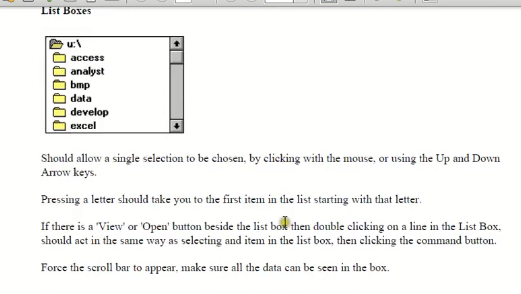 List Boxes
u:\
access
analyst
bmp
data
develop
excel
Should allow a single selection to be chosen, by clicking with the mouse, or using the Up and Down
Arrow keys.
Pressing a letter should take you to the first item in the list starting with that letter.
If there is a 'View' or 'Open' button beside the list box then double clicking on a line in the List Box,
should act in the same way as selecting and item in the list box, then clicking the command button.
Force the scroll bar to appear, make sure all the data can be seen in the box.